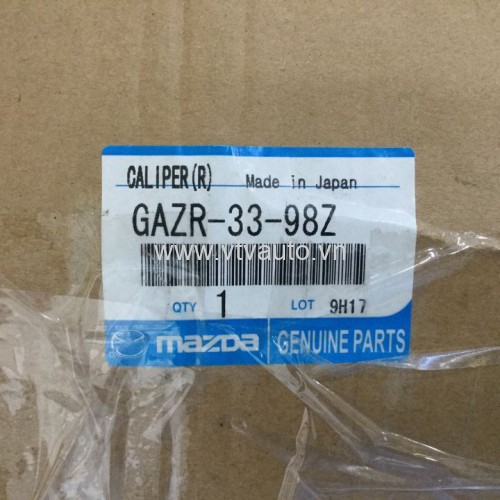 CALIPER(R) Made in Japan
GAZR-33-98Z
www.vtvauto.vn
QTY 1 LOT 9H17
mazda GENUINE PARTS